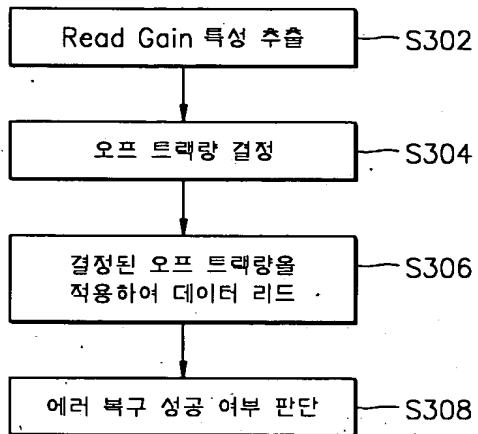 Read Gain 특성 추출
S302
오프 트랙량 결정
S304
결정된 오프 트랙량을
적용하여 데이터 리드
S306
에러 복구 성공 여부 판단
S308